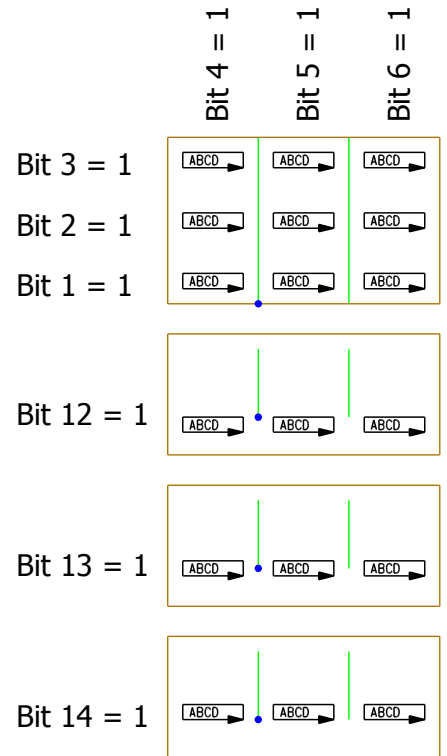 Bit 4 = 1
Bit 5 = 1
Bit 6 = 1
Bit 3 = 1
ABCD ABCD ABCD
Bit 2 = 1
ABCD ABCD ABCD
Bit 1 = 1
ABCD ABCD ABCD
Bit 12 = 1
ABCD ABCD ABCD
Bit 13 = 1
ABCD ABCD ABCD
Bit 14 = 1
ABCD ABCD ABCD